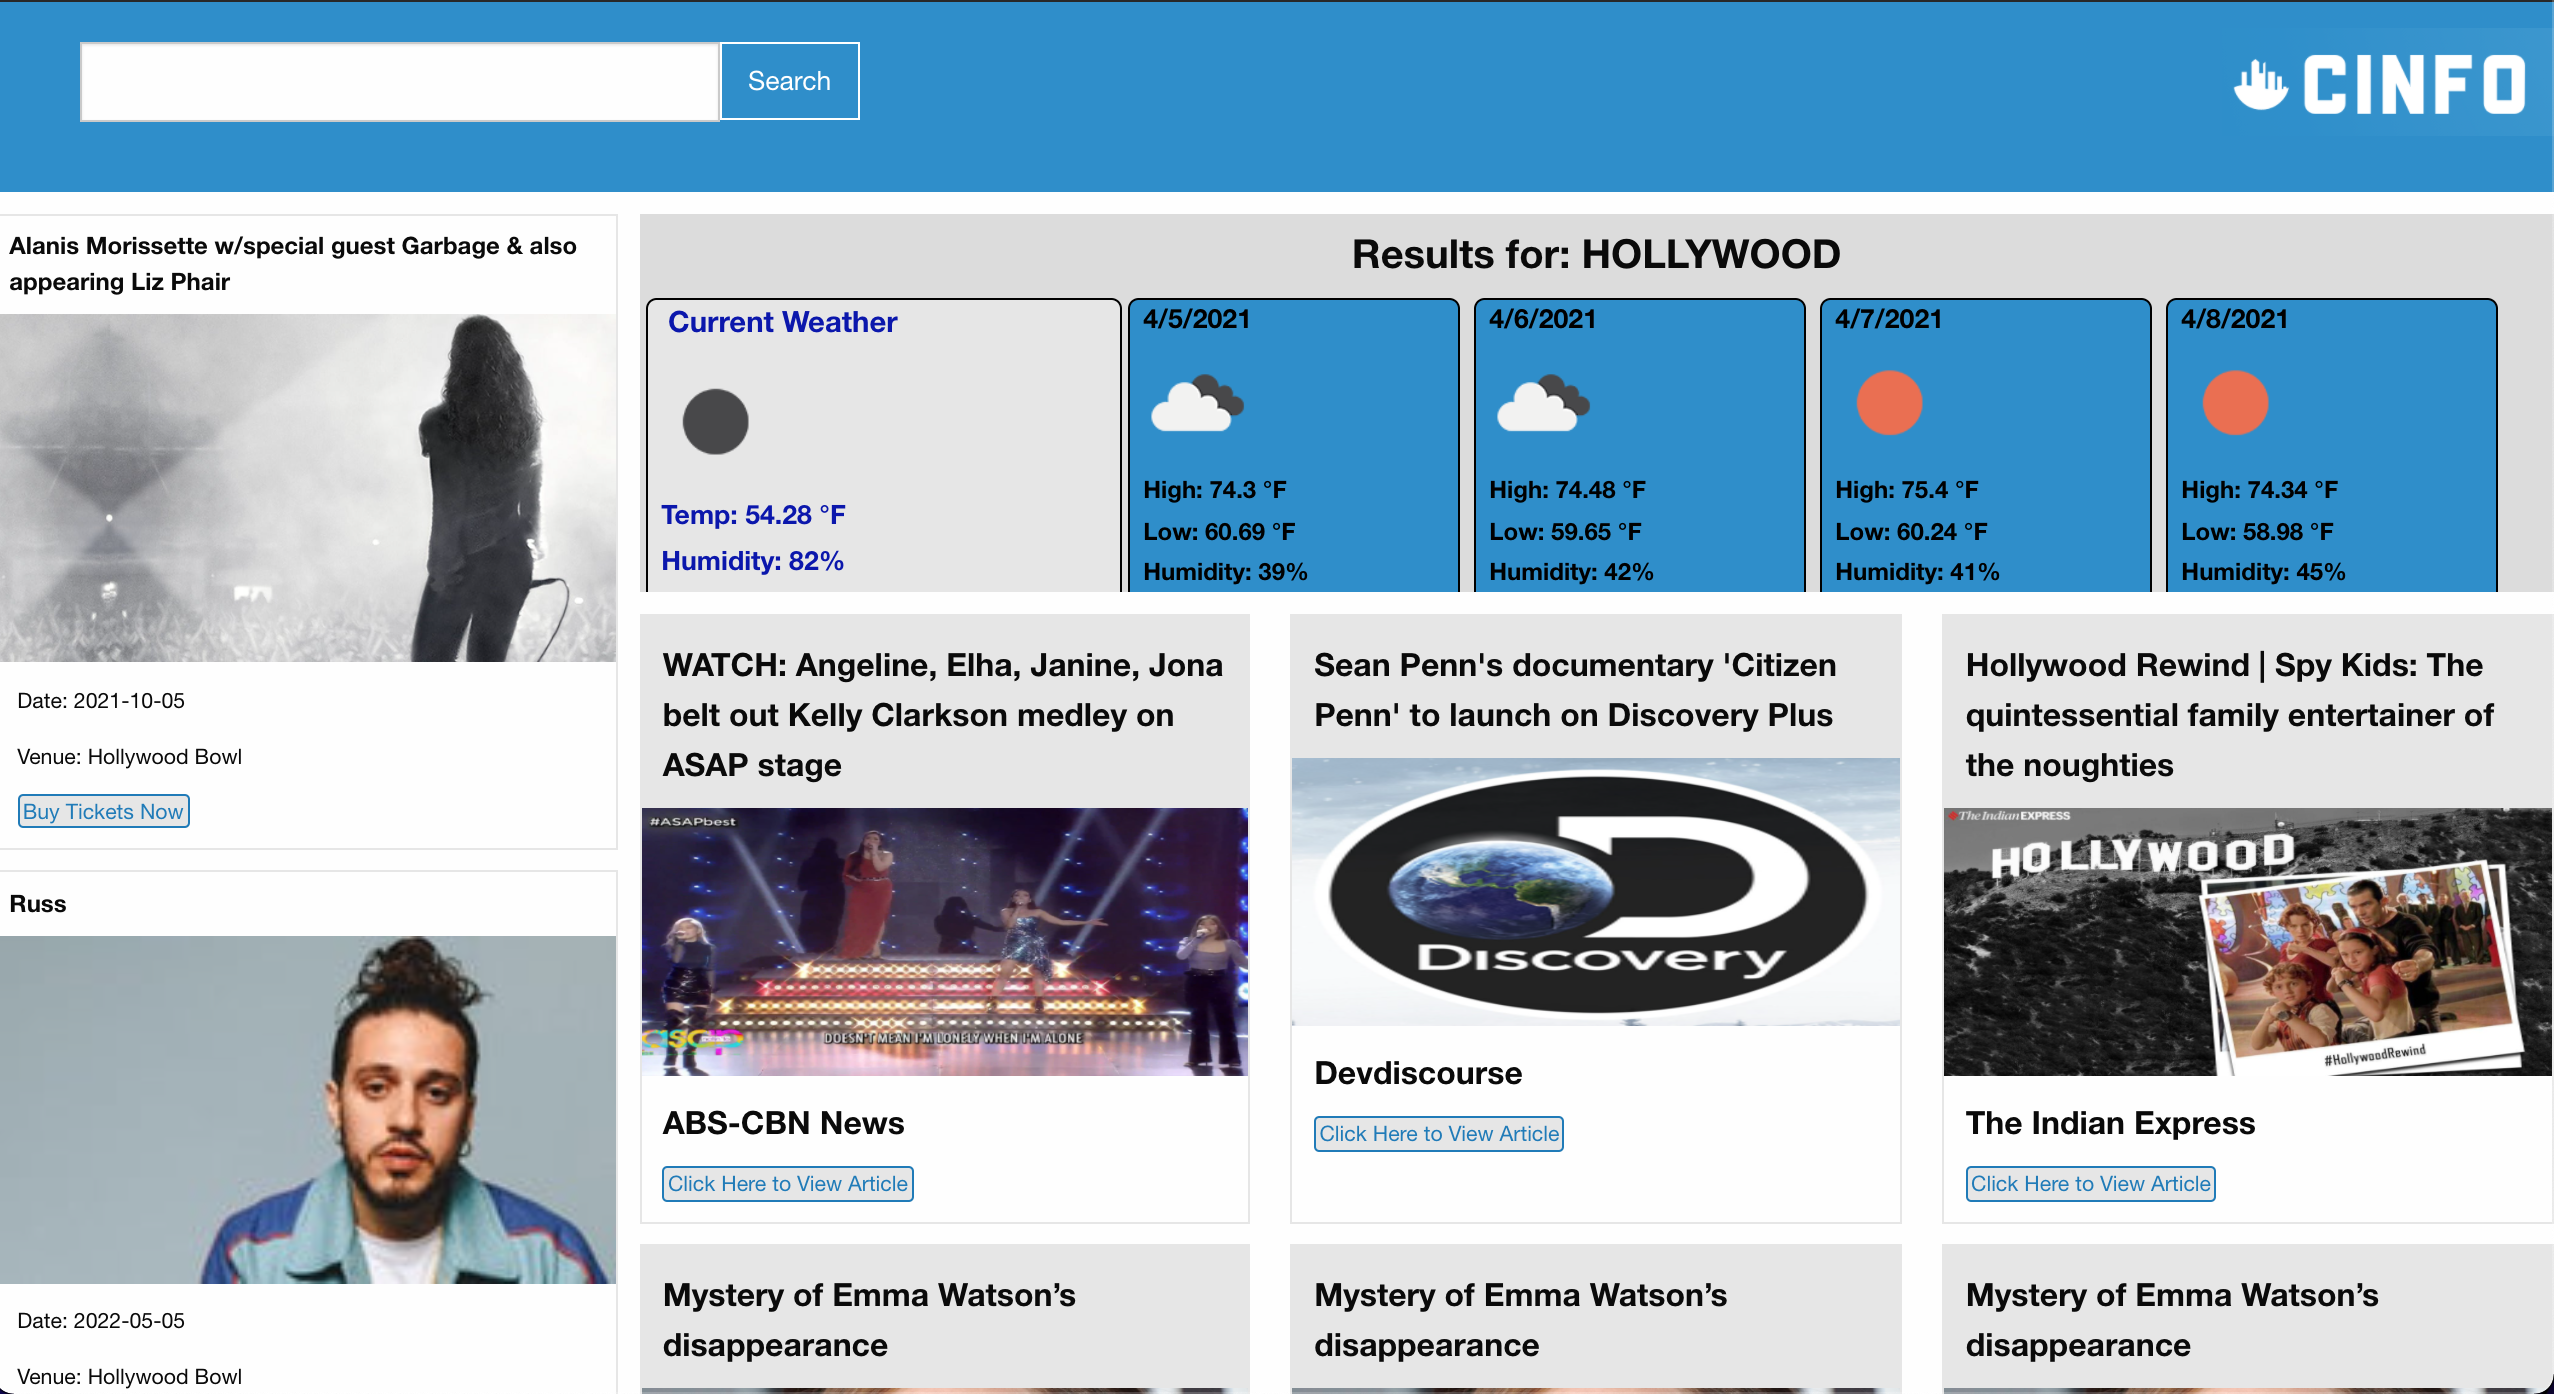 Search
CINFO
Alanis Morissette w/special guest Garbage & also
appearing Liz Phair
Date: 2021-10-05
Venue: Hollywood Bowl
Buy Tickets Now
Russ
Date: 2022-05-05
Venue: Hollywood Bowl
Results for: HOLLYWOOD
Current Weather
Temp: 54.28 °F
Humidity: 82%
4/5/2021
High: 74.3 °F
Low: 60.69 °F
Humidity: 39%
4/6/2021
High: 74.48 °F
Low: 59.65 °F
Humidity: 42%
4/7/2021
High: 75.4 °F
Low: 60.24 °F
Humidity: 41%
4/8/2021
High: 74.34 °F
Low: 58.98 °F
Humidity: 45%
WATCH: Angeline, Elha, Janine, Jona
belt out Kelly Clarkson medley on
ASAP stage
#ASAPbest
asap
DOESN'T MEAN I'M LONELY WHEN I'M ALONE
ABS-CBN News
Click Here to View Article
Sean Penn's documentary 'Citizen
Penn' to launch on Discovery Plus
Discovery
Devdiscourse
Click Here to View Article
Hollywood Rewind | Spy Kids: The
quintessential family entertainer of
the noughties
The Indian EXPRESS
HOLLYWOOD
#HollywoodRewind
The Indian Express
Click Here to View Article
Mystery of Emma Watson’s
disappearance
Mystery of Emma Watson’s
disappearance
Mystery of Emma Watson’s
disappearance